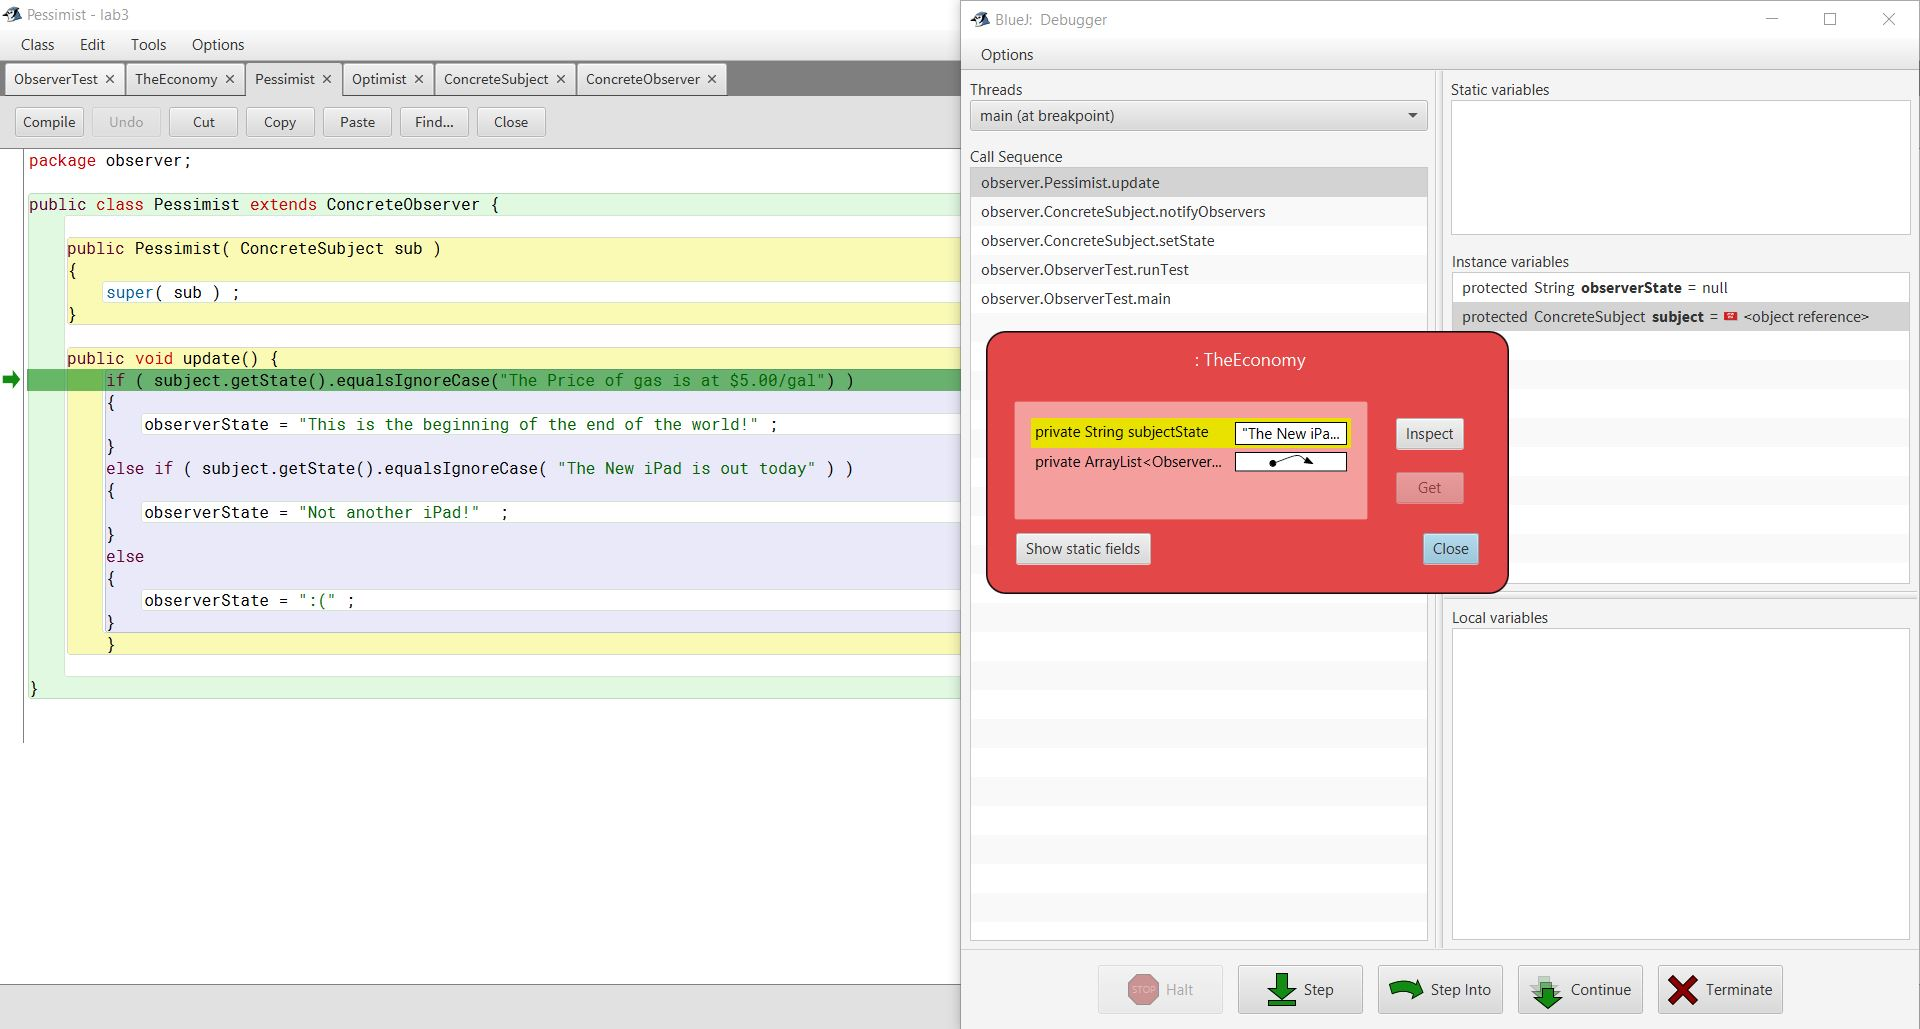 Pessimist - lab3
Class Edit Tools Options
ObserverTest × TheEconomy × Pessimist × Optimist × ConcreteSubject × ConcreteObserver ×
Compile Undo Cut Copy Paste Find... Close
package observer;
public class Pessimist extends ConcreteObserver {
public Pessimist( ConcreteSubject sub )
{
super( sub ) ;
}
public void update() {
if ( subject.getState().equalsIgnoreCase("The Price of gas is at $5.00/gal") )
{
observerState = "This is the beginning of the end of the world!" ;
}
else if ( subject.getState().equalsIgnoreCase( "The New iPad is out today" ) )
{
observerState = "Not another iPad!"  ;
}
else
{
observerState = ":(" ;
}
}
}
BlueJ: Debugger
Options
Threads
main (at breakpoint)
Call Sequence
observer.Pessimist.update
observer.ConcreteSubject.notifyObservers
observer.ConcreteSubject.setState
observer.ObserverTest.runTest
observer.ObserverTest.main
Static variables
Instance variables
protected String observerState = null
protected ConcreteSubject subject = <object reference>
: TheEconomy
private String subjectState "The New iPa...
private ArrayList<Observer...
Inspect
Get
Show static fields
Close
Local variables
STOP Halt Step Step Into Continue Terminate